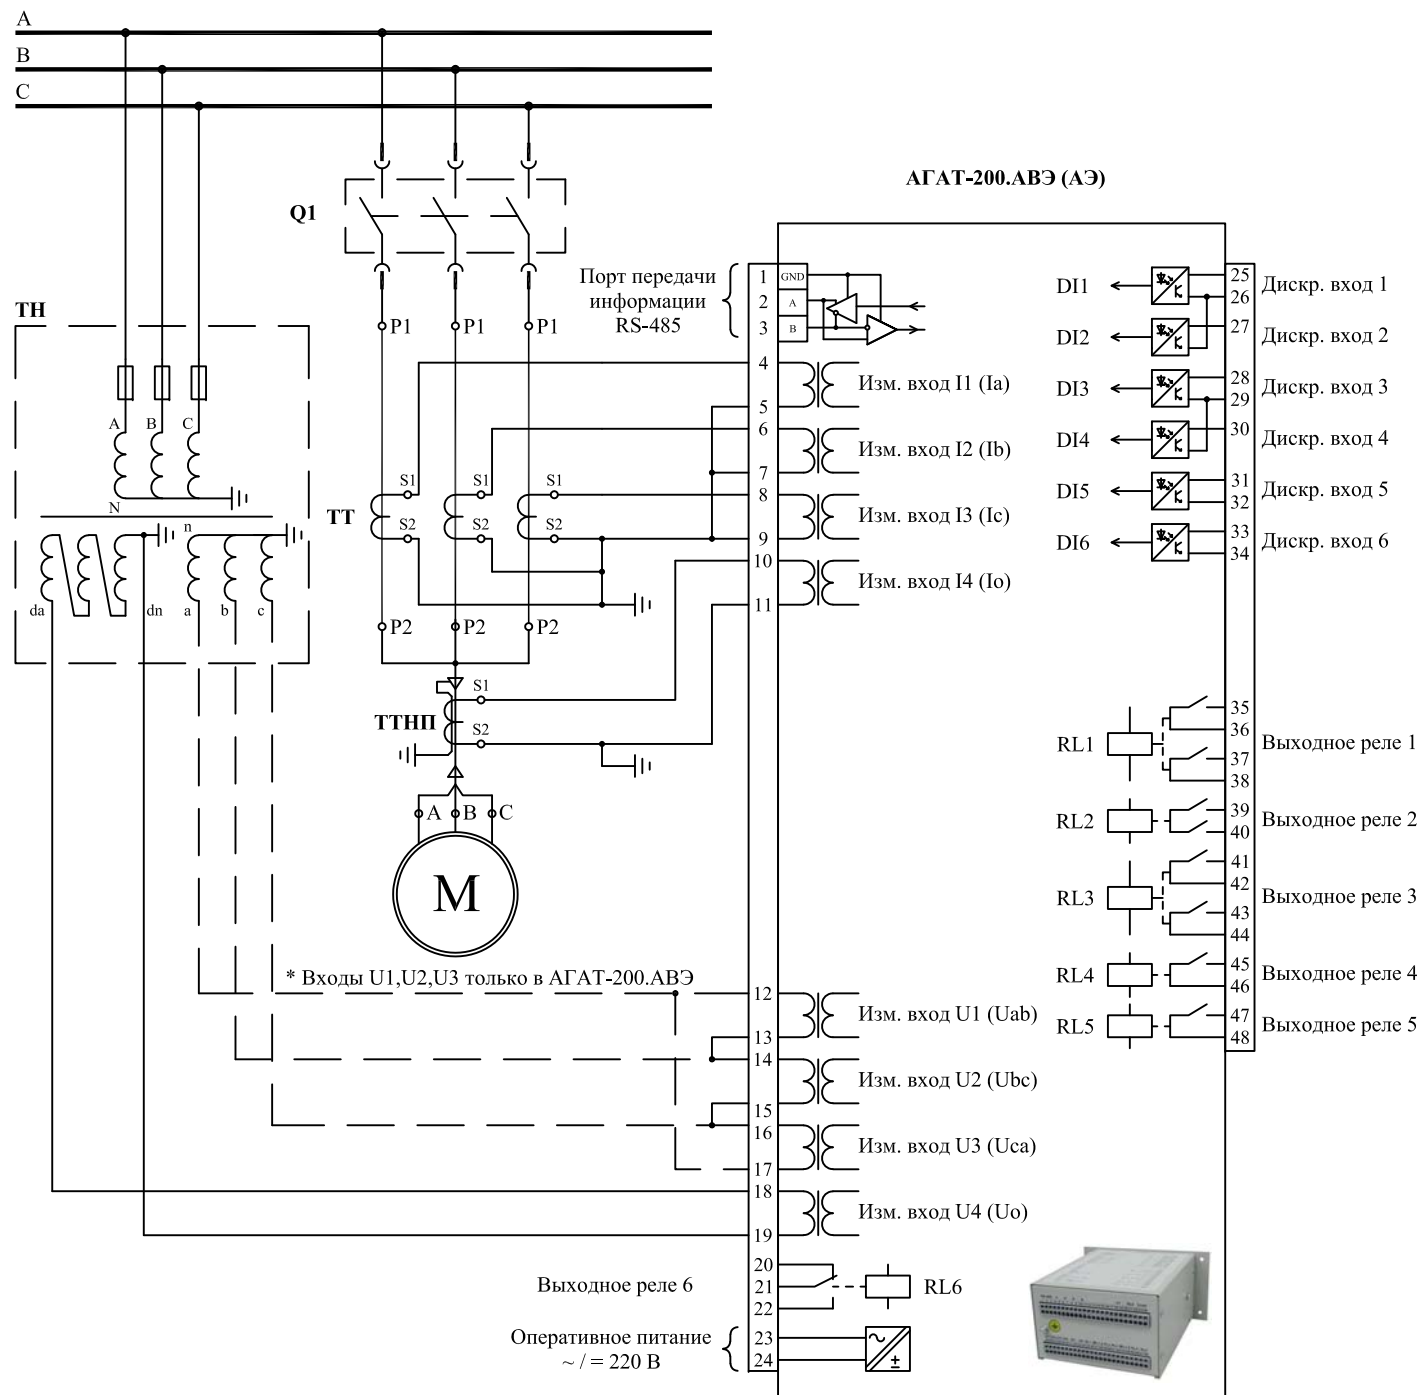 A
B
C
АГАТ-200.АВЭ (АЭ)
Q1
ТН
Порт передачи
информации
RS-485
1
GND
2
A
3
B
P1
P1
P1
4
Изм. вход I1 (Ia)
5
6
Изм. вход I2 (Ib)
7
8
Изм. вход I3 (Ic)
9
10
Изм. вход I4 (Io)
11
A
B
C
N
n
da
dn
a
b
c
ТТ
S1
S1
S1
S2
S2
S2
P2
P2
P2
ТТНП
S1
S2
A
B
C
M
* Входы U1,U2,U3 только в АГАТ-200.АВЭ
12
Изм. вход U1 (Uab)
13
14
Изм. вход U2 (Ubc)
15
16
Изм. вход U3 (Uca)
17
18
Изм. вход U4 (Uo)
19
Выходное реле 6
20
21
22
RL6
Оперативное питание
~ / = 220 В
23
24
DI1
25
26
Дискр. вход 1
DI2
27
Дискр. вход 2
DI3
28
29
Дискр. вход 3
DI4
30
Дискр. вход 4
DI5
31
32
Дискр. вход 5
DI6
33
34
Дискр. вход 6
RL1
35
36
37
38
Выходное реле 1
RL2
39
40
Выходное реле 2
RL3
41
42
43
44
Выходное реле 3
RL4
45
46
Выходное реле 4
RL5
47
48
Выходное реле 5